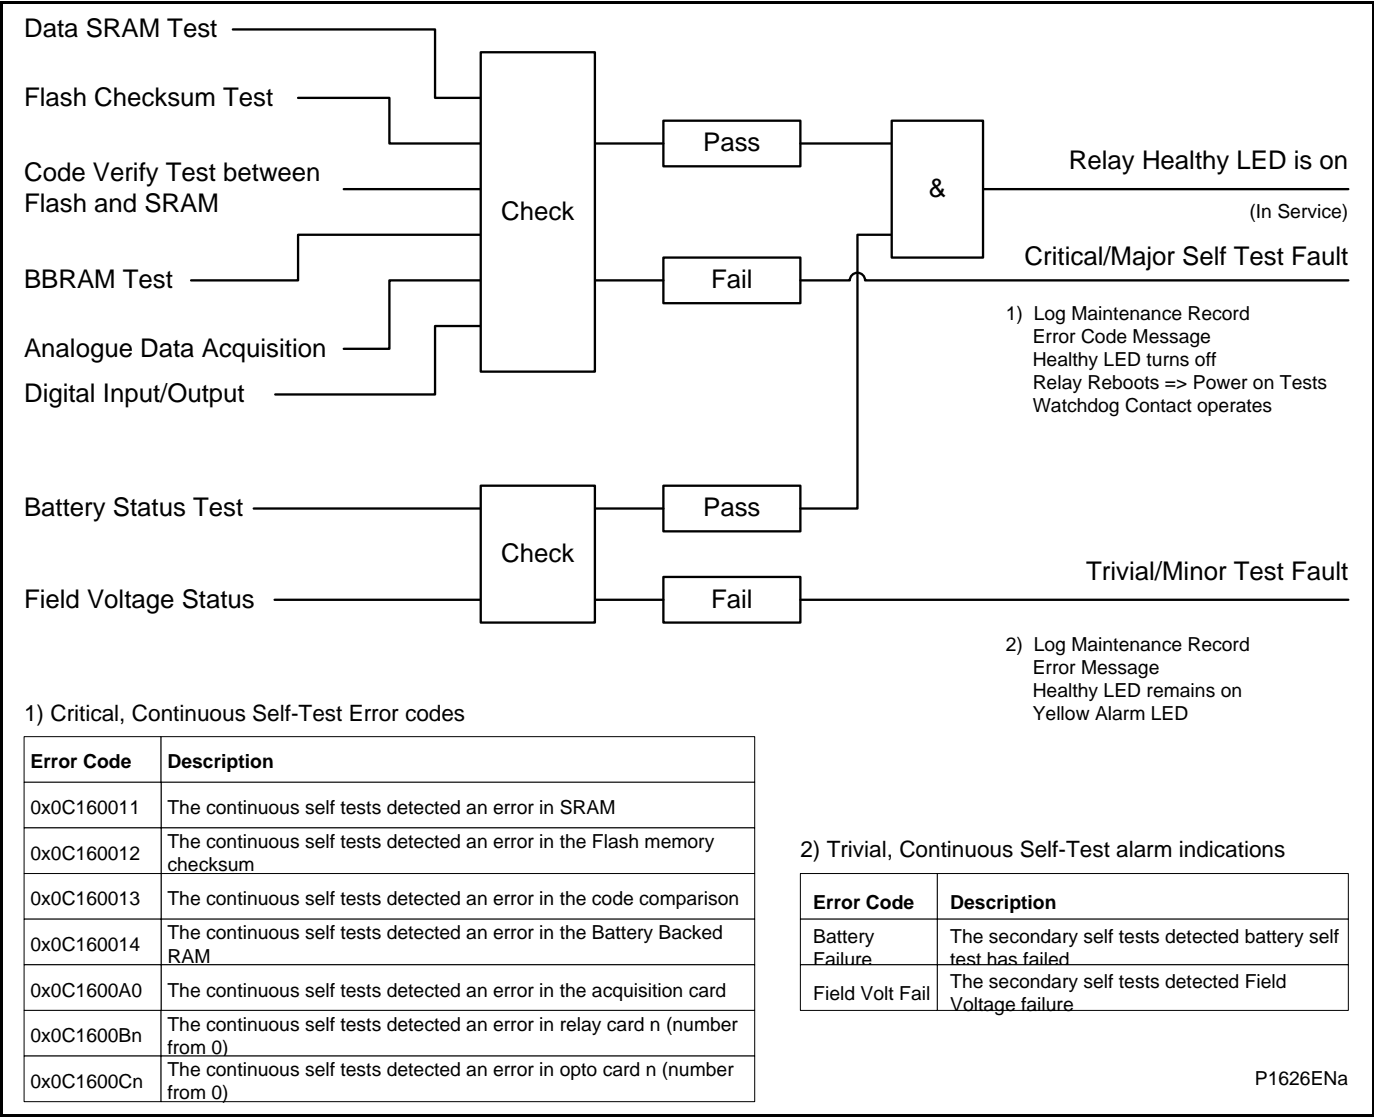 Data SRAM Test
Flash Checksum Test
Code Verify Test between
Flash and SRAM
BBRAM Test
Analogue Data Acquisition
Digital Input/Output
Check
Pass
Fail
&
Relay Healthy LED is on
(In Service)
Critical/Major Self Test Fault
1) Log Maintenance Record
Error Code Message
Healthy LED turns off
Relay Reboots => Power on Tests
Watchdog Contact operates
Battery Status Test
Field Voltage Status
Check
Pass
Fail
Trivial/Minor Test Fault
2) Log Maintenance Record
Error Message
Healthy LED remains on
Yellow Alarm LED
1) Critical, Continuous Self-Test Error codes
Error Code Description
0x0C160011 The continuous self tests detected an error in SRAM
0x0C160012 The continuous self tests detected an error in the Flash memory
checksum
0x0C160013 The continuous self tests detected an error in the code comparison
0x0C160014 The continuous self tests detected an error in the Battery Backed
RAM
0x0C1600A0 The continuous self tests detected an error in the acquisition card
0x0C1600Bn The continuous self tests detected an error in relay card n (number
from 0)
0x0C1600Cn The continuous self tests detected an error in opto card n (number
from 0)
2) Trivial, Continuous Self-Test alarm indications
Error Code Description
Battery The secondary self tests detected battery self
Failure test has failed
Field Volt Fail The secondary self tests detected Field
Voltage failure
P1626ENa